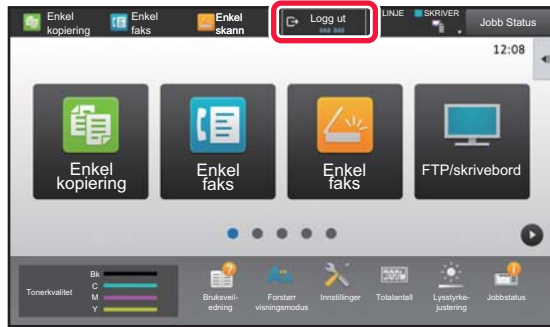 Enkel
kopiering
Enkel
faks
Enkel
skann
Logg ut
LINJE
SKRIVER
Jobb Status
12:08
Enkel
kopiering
Enkel
faks
Enkel
faks
FTP/skrivebord
Tonerkvalitet
Bk
C
M
Y
Bruksveil-
edning
Forstørr
visningsmodus
Innstillinger
Totalantall
Lysstyrke-
justering
Jobbstatus